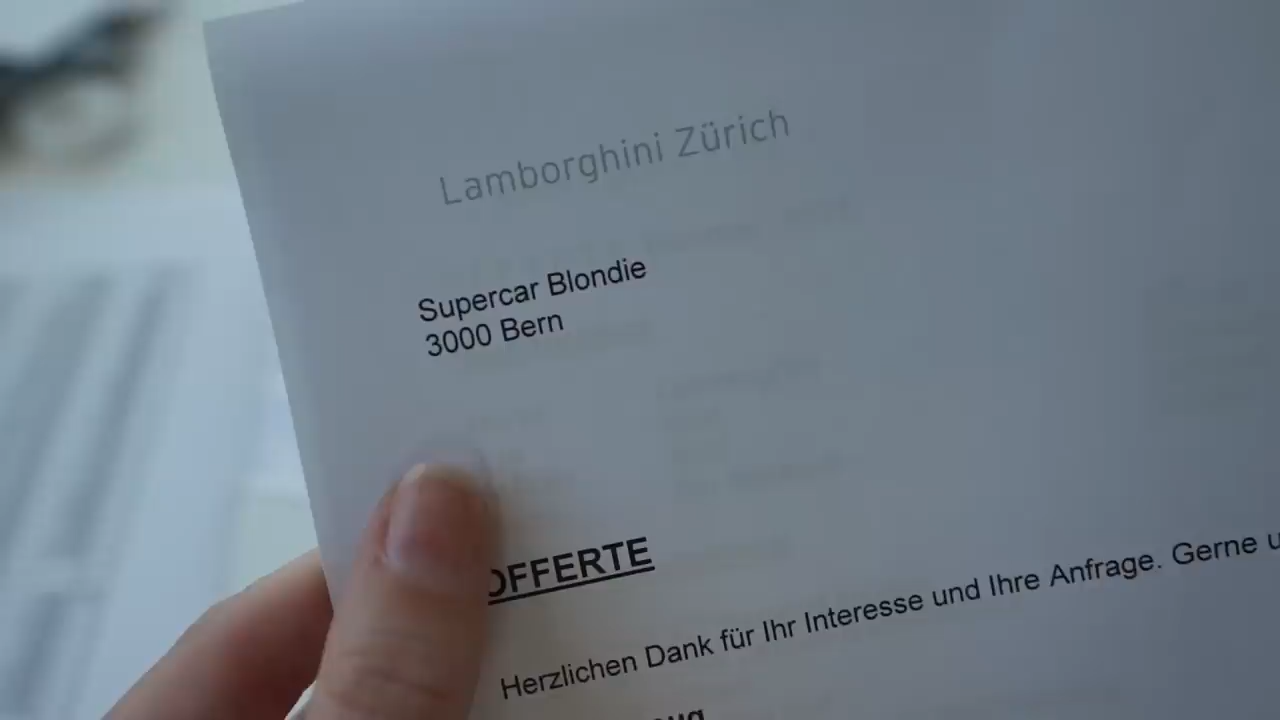 Lamborghini Zürich
Supercar Blondie
3000 Bern
OFFERTE
Herzlichen Dank für Ihr Interesse und Ihre Anfrage. Gerne